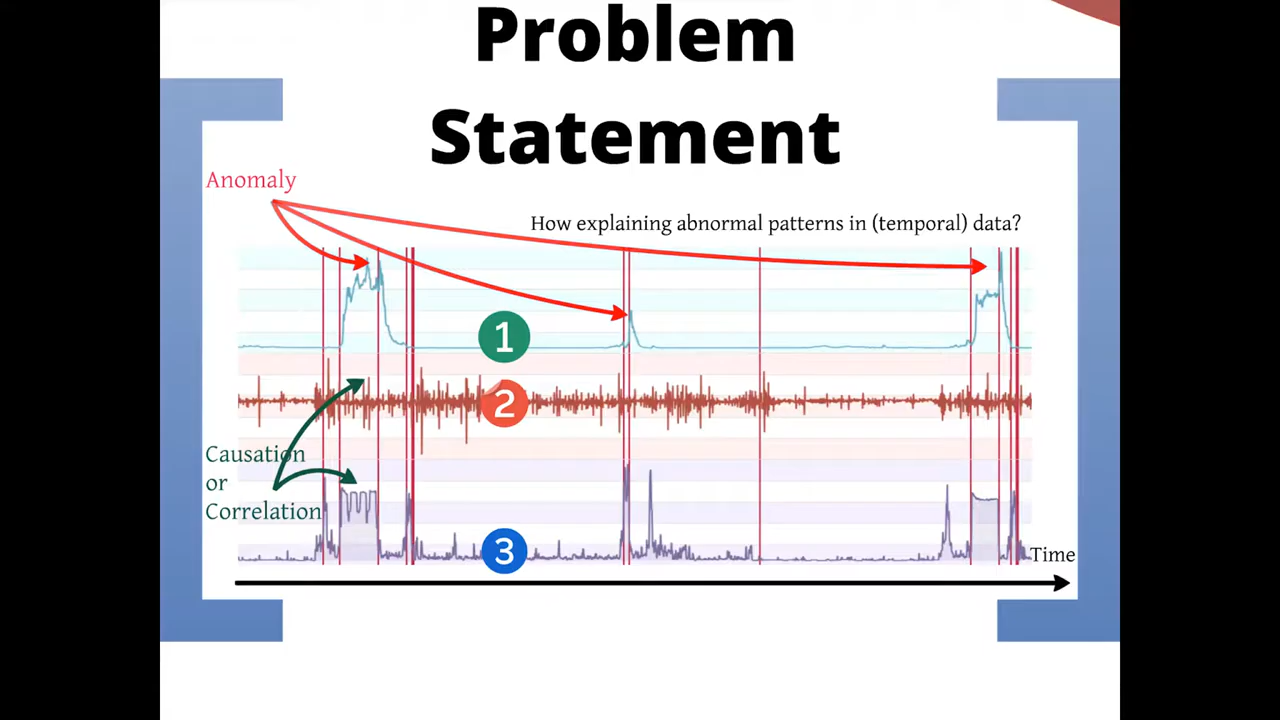 Problem
Statement
Anomaly
How explaining abnormal patterns in (temporal) data?
1
2
Causation
or
Correlation
3
Time